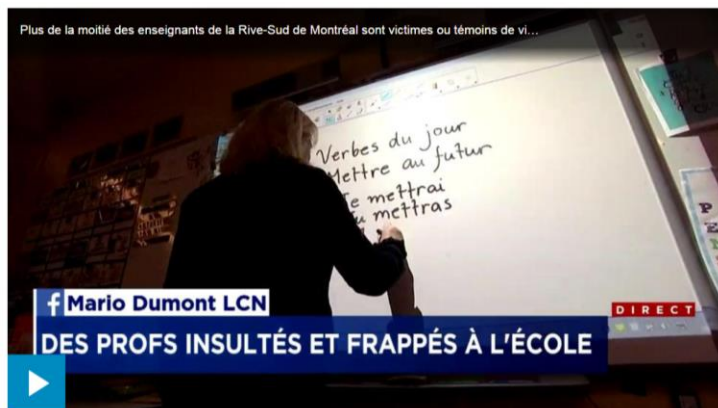 Plus de la moitié des enseignants de la Rive-Sud de Montréal sont victimes ou témoins de vi...
Verbes du jour
Mettre au futur
e mettrai
u mettras
P
f Mario Dumont LCN
DIRECT
DES PROFS INSULTÉS ET FRAPPÉS À L'ÉCOLE